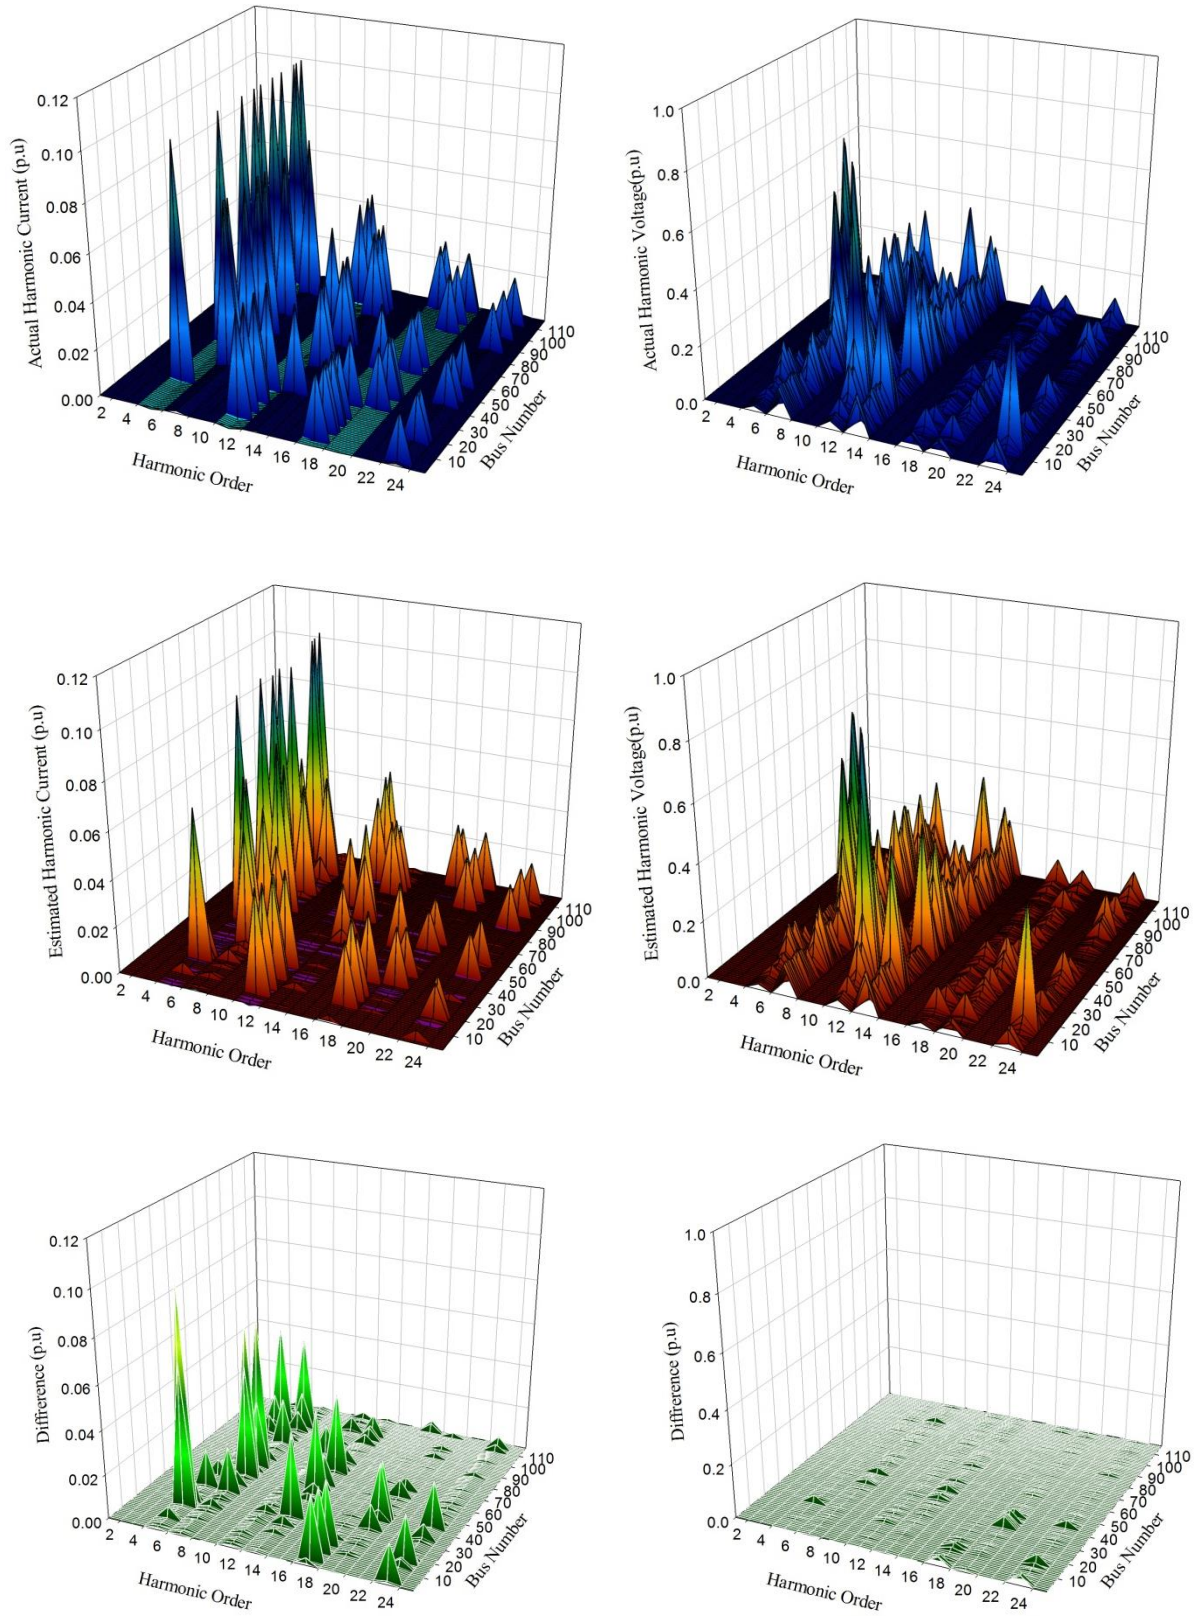 Actual Harmonic Current (p.u)
0.12
0.10
0.08
0.06
0.04
0.02
0.00
2 4 6 8 10 12 14 16 18 20 22 24
Harmonic Order
10 20 30 40 50 60 70 80 90 100 110
Bus Number
Actual Harmonic Voltage(p.u)
1.0
0.8
0.6
0.4
0.2
0.0
2 4 6 8 10 12 14 16 18 20 22 24
Harmonic Order
10 20 30 40 50 60 70 80 90 100 110
Bus Number
Estimated Harmonic Current (p.u)
0.12
0.10
0.08
0.06
0.04
0.02
0.00
2 4 6 8 10 12 14 16 18 20 22 24
Harmonic Order
10 20 30 40 50 60 70 80 90 100 110
Bus Number
Estimated Harmonic Voltage(p.u)
1.0
0.8
0.6
0.4
0.2
0.0
2 4 6 8 10 12 14 16 18 20 22 24
Harmonic Order
10 20 30 40 50 60 70 80 90 100 110
Bus Number
Diffrerence (p.u)
0.12
0.10
0.08
0.06
0.04
0.02
0.00
2 4 6 8 10 12 14 16 18 20 22 24
Harmonic Order
10 20 30 40 50 60 70 80 90 100 110
Bus Number
Diffrerence (p.u)
1.0
0.8
0.6
0.4
0.2
0.0
2 4 6 8 10 12 14 16 18 20 22 24
Harmonic Order
10 20 30 40 50 60 70 80 90 100 110
Bus Number